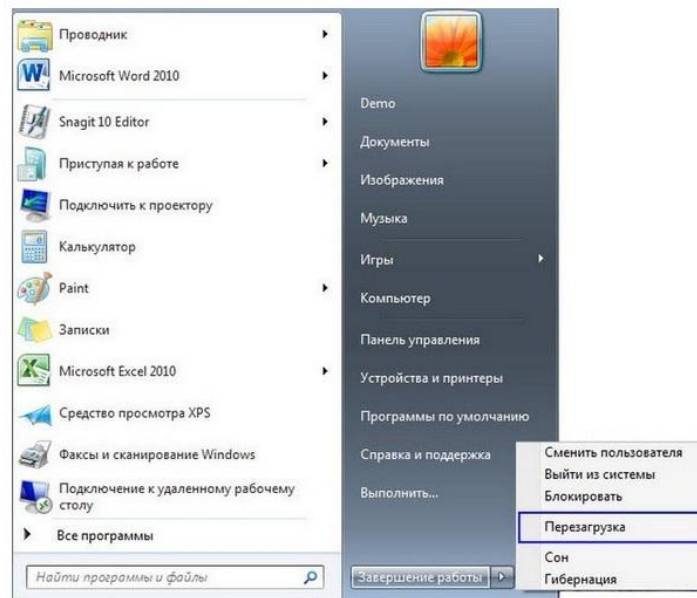 Проводник
Microsoft Word 2010
Snagit 10 Editor
Приступая к работе
Подключить к проектору
Калькулятор
Paint
Записки
Microsoft Excel 2010
Средство просмотра XPS
Факсы и сканирование Windows
Подключение к удаленному рабочему
столу
Все программы
Найти программы и файлы
Demo
Документы
Изображения
Музыка
Игры
Компьютер
Панель управления
Устройства и принтеры
Программы по умолчанию
Справка и поддержка
Выполнить...
Завершение работы
Сменить пользователя
Выйти из системы
Блокировать
Перезагрузка
Сон
Гибернация